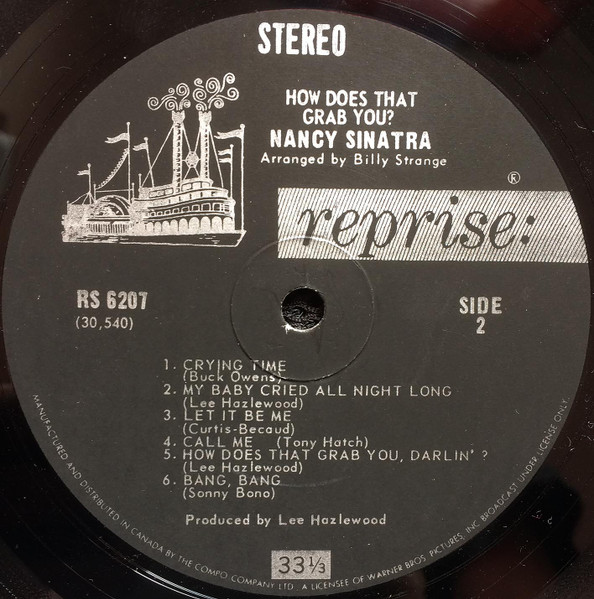 STEREO
HOW DOES THAT
GRAB YOU?
NANCY SINATRA
Arranged by Billy Strange
®
reprise:
RS 6207
(30,540)
SIDE
2
1. CRYING TIME
(Buck Owens)
2. MY BABY CRIED ALL NIGHT LONG
(Lee Hazlewood)
3. LET IT BE ME
(Curtis-Becaud)
4. CALL ME (Tony Hatch)
5. HOW DOES THAT GRAB YOU, DARLIN' ?
(Lee Hazlewood)
6. BANG, BANG
(Sonny Bono)
Produced by Lee Hazlewood
33⅓
MANUFACTURED AND DISTRIBUTED IN CANADA BY THE COMPO COMPANY LTD., A LICENSEE OF WARNER BROS. PICTURES, INC. BROADCAST UNDER LICENSE ONLY.